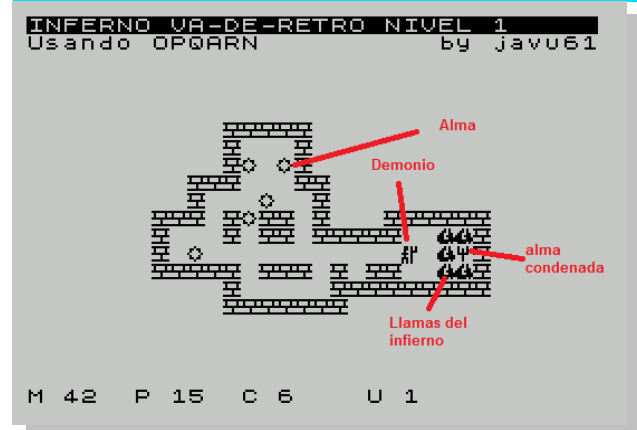 INFERNO VA-DE-RETRO NIVEL 1
Usando OPQARN by javu61
Alma
Demonio
alma
condenada
Llamas del
infierno
M 42 P 15 C 6 U 1